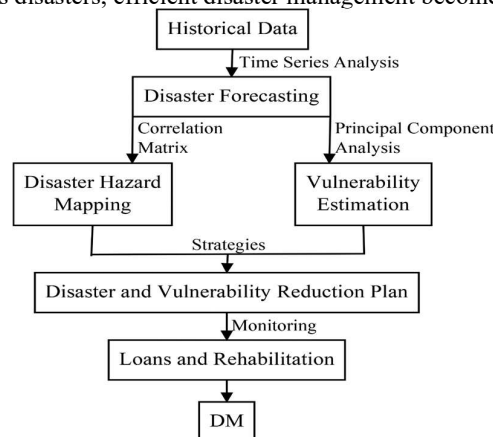 s disasters, efficient disaster management become
Historical Data
Time Series Analysis
Disaster Forecasting
Correlation
Matrix
Principal Component
Analysis
Disaster Hazard
Mapping
Vulnerability
Estimation
Strategies
Disaster and Vulnerability Reduction Plan
Monitoring
Loans and Rehabilitation
DM